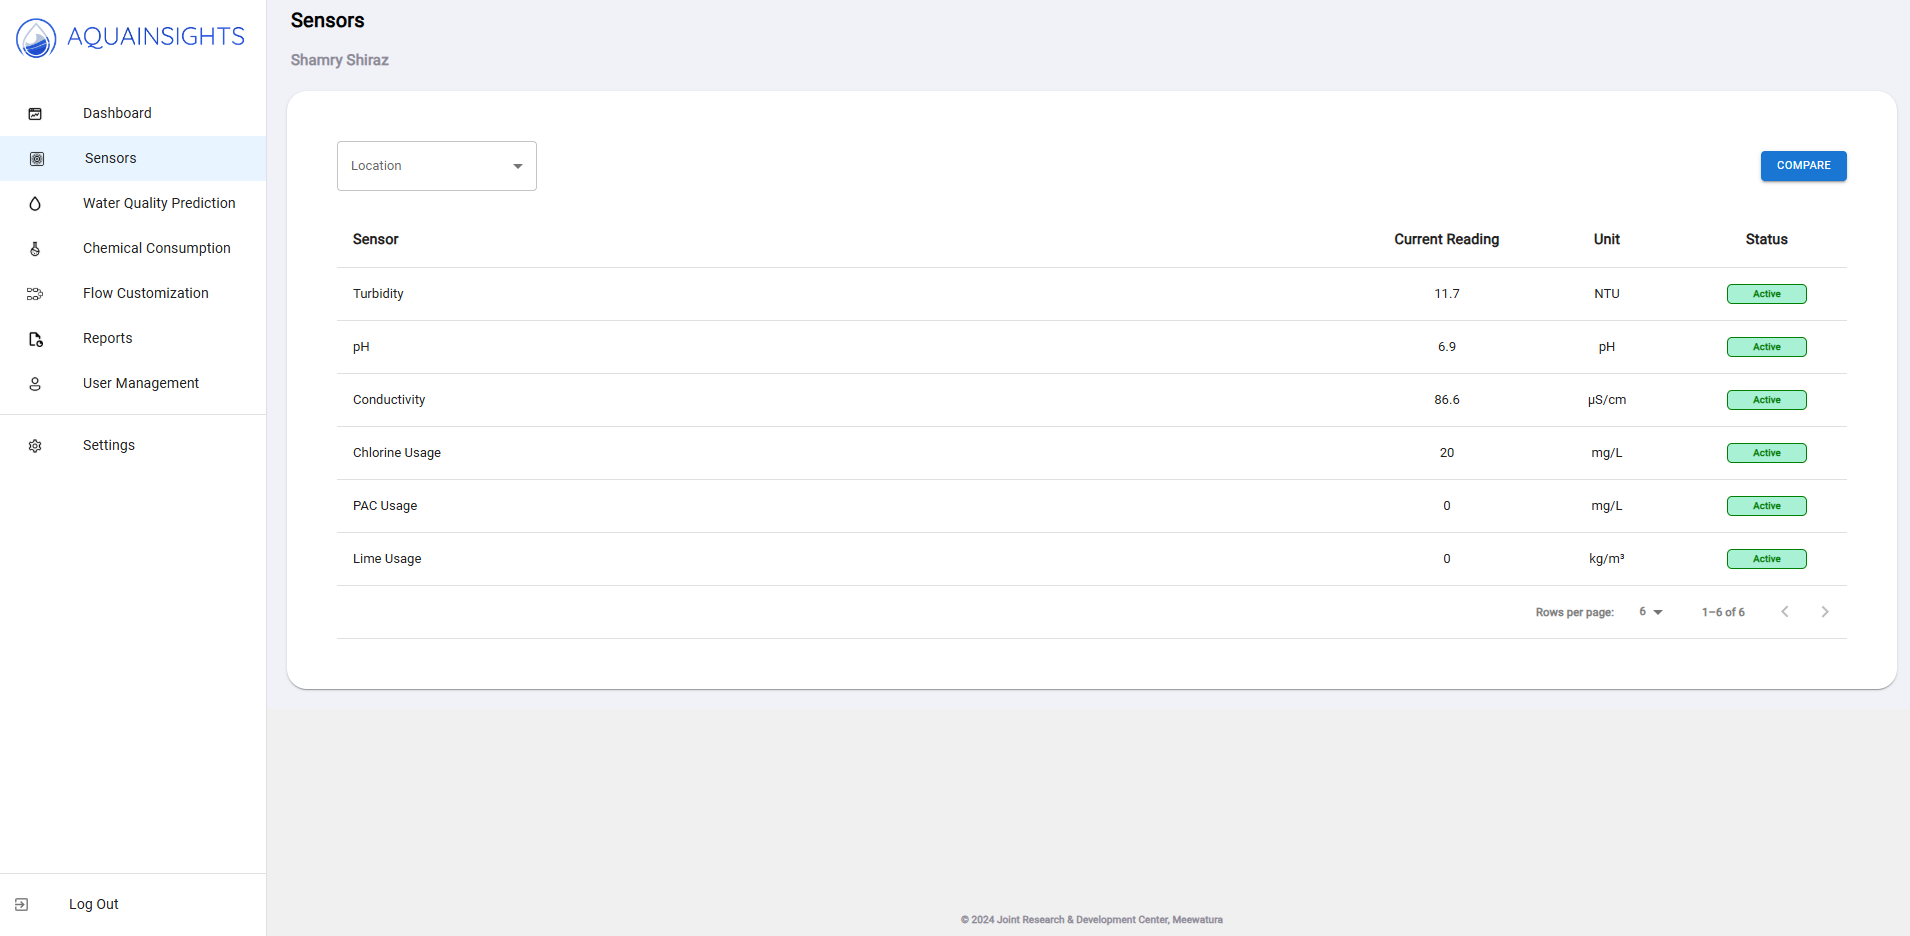 AQUAINSIGHTS
Dashboard
Sensors
Water Quality Prediction
Chemical Consumption
Flow Customization
Reports
User Management
Settings
Log Out
Sensors
Shamry Shiraz
Location
COMPARE
Sensor Current Reading Unit Status
Turbidity 11.7 NTU Active
pH 6.9 pH Active
Conductivity 86.6 µS/cm Active
Chlorine Usage 20 mg/L Active
PAC Usage 0 mg/L Active
Lime Usage 0 kg/m³ Active
Rows per page: 6 1–6 of 6
© 2024 Joint Research & Development Center, Meewatura